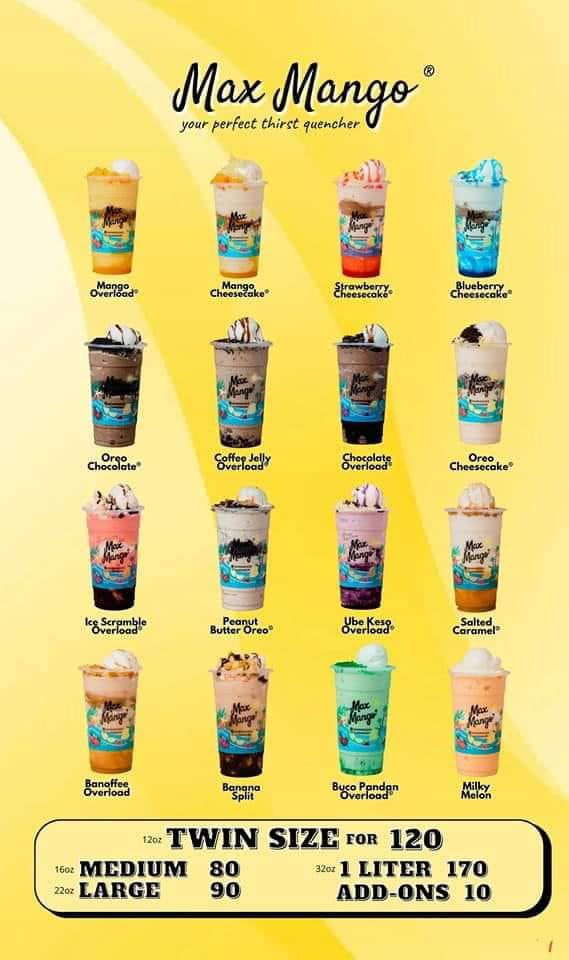 Max Mango®
your perfect thirst quencher
Mango
Overload®
Mango
Cheesecake®
Strawberry
Cheesecake®
Blueberry
Cheesecake®
Oreo
Chocolate®
Coffee Jelly
Overload®
Chocolate
Overload®
Oreo
Cheesecake®
Ice Scramble
Overload®
Peanut
Butter Oreo®
Ube Keso
Overload®
Salted
Caramel®
Banoffee
Overload
Banana
Split
Buco Pandan
Overload®
Milky
Melon
12oz TWIN SIZE FOR 120
16oz MEDIUM 80
22oz LARGE 90
32oz 1 LITER 170
ADD-ONS 10